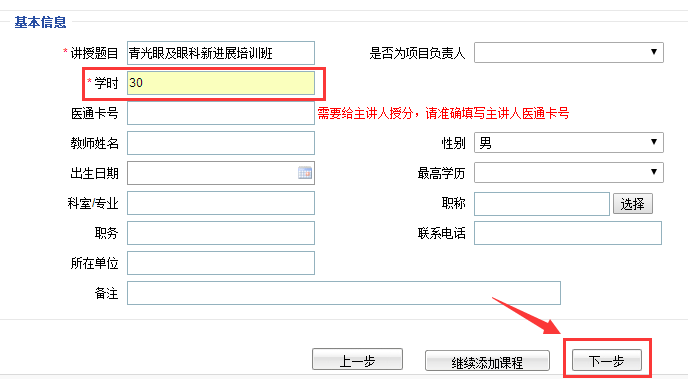 基本信息
*讲授题目 青光眼及眼科新进展培训班 是否为项目负责人
*学时 30
医通卡号 需要给主讲人授分，请准确填写主讲人医通卡号
教师姓名 性别 男
出生日期 最高学历
科室/专业 职称 选择
职务 联系电话
所在单位
备注
上一步 继续添加课程 下一步